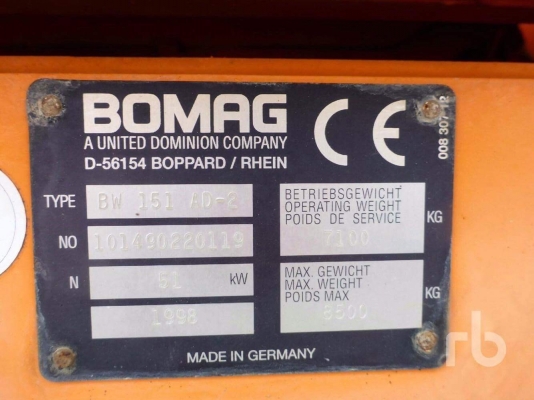 BOMAG
A UNITED DOMINION COMPANY
D-56154 BOPPARD / RHEIN
CE
008 307 12
TYPE BW 151 AD-2
NO 101490220119
N 51 kW
1998
BETRIEBSGEWICHT
OPERATING WEIGHT
POIDS DE SERVICE
7100 KG
MAX. GEWICHT
MAX. WEIGHT
POIDS MAX
8500 KG
MADE IN GERMANY
rb